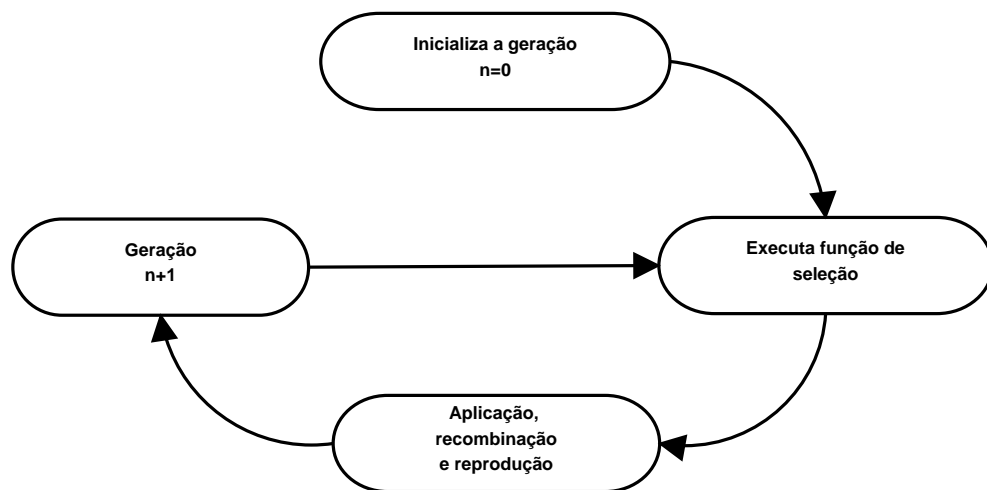 Inicializa a geração
n=0
Geração
n+1
Executa função de
seleção
Aplicação,
recombinação
e reprodução